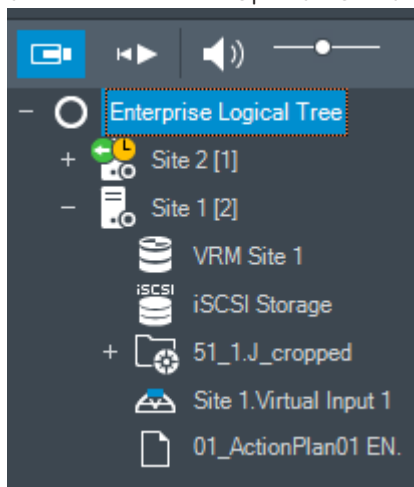 Enterprise Logical Tree
Site 2 [1]
Site 1 [2]
VRM Site 1
iSCSI
iSCSI Storage
51_1.J_cropped
Site 1.Virtual Input 1
01_ActionPlan01 EN.